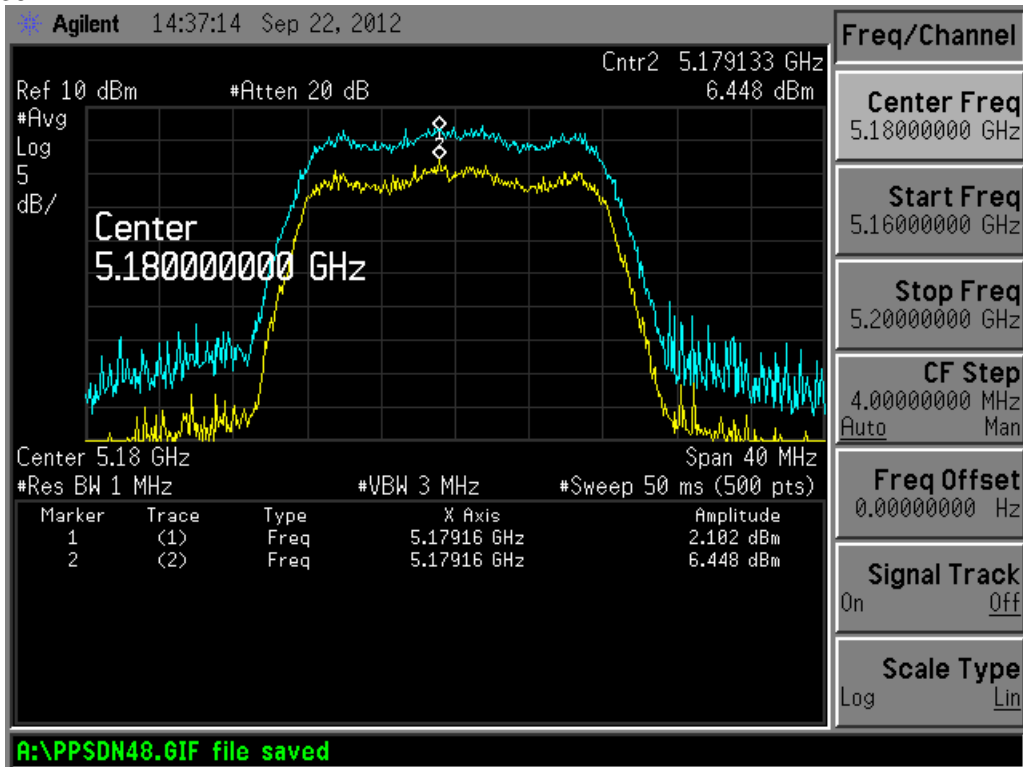 Agilent 14:37:14 Sep 22, 2012
Cntr2 5.179133 GHz
Ref 10 dBm #Atten 20 dB 6.448 dBm
#Avg
Log
5
dB/
Center
5.180000000 GHz
1
Center 5.18 GHz Span 40 MHz
#Res BW 1 MHz #VBW 3 MHz #Sweep 50 ms (500 pts)
Marker Trace Type X Axis Amplitude
1 (1) Freq 5.17916 GHz 2.102 dBm
2 (2) Freq 5.17916 GHz 6.448 dBm
Freq/Channel
Center Freq
5.18000000 GHz
Start Freq
5.16000000 GHz
Stop Freq
5.20000000 GHz
CF Step
4.00000000 MHz
Auto Man
Freq Offset
0.00000000 Hz
Signal Track
On Off
Scale Type
Log Lin
A:\PPSDN48.GIF file saved